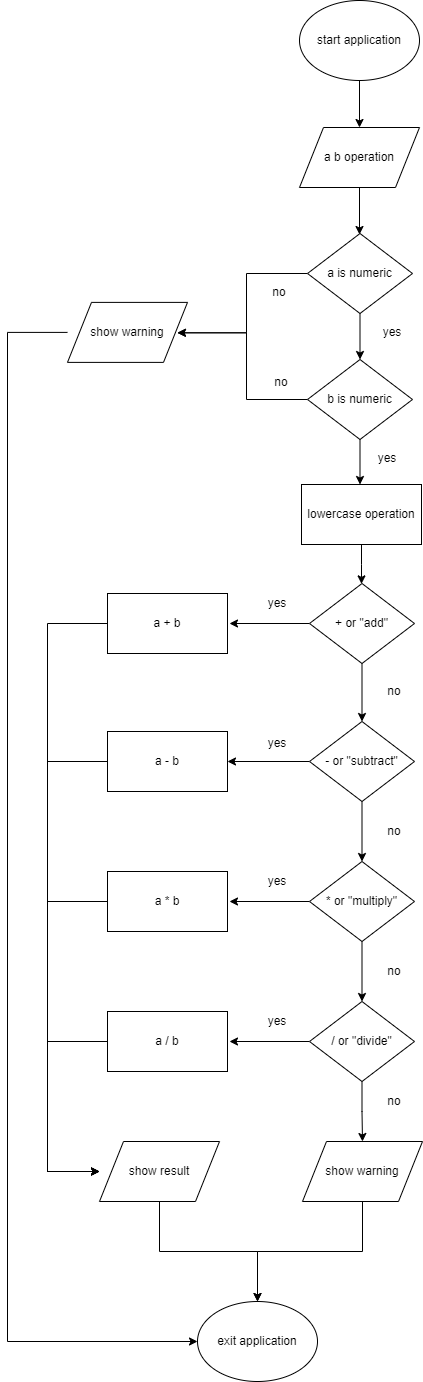 start application
a b operation
a is numeric
no
yes
show warning
no
b is numeric
yes
lowercase operation
yes
+ or "add"
a + b
no
yes
- or "subtract"
a - b
no
yes
* or "multiply"
a * b
no
yes
/ or "divide"
a / b
no
show result
show warning
exit application